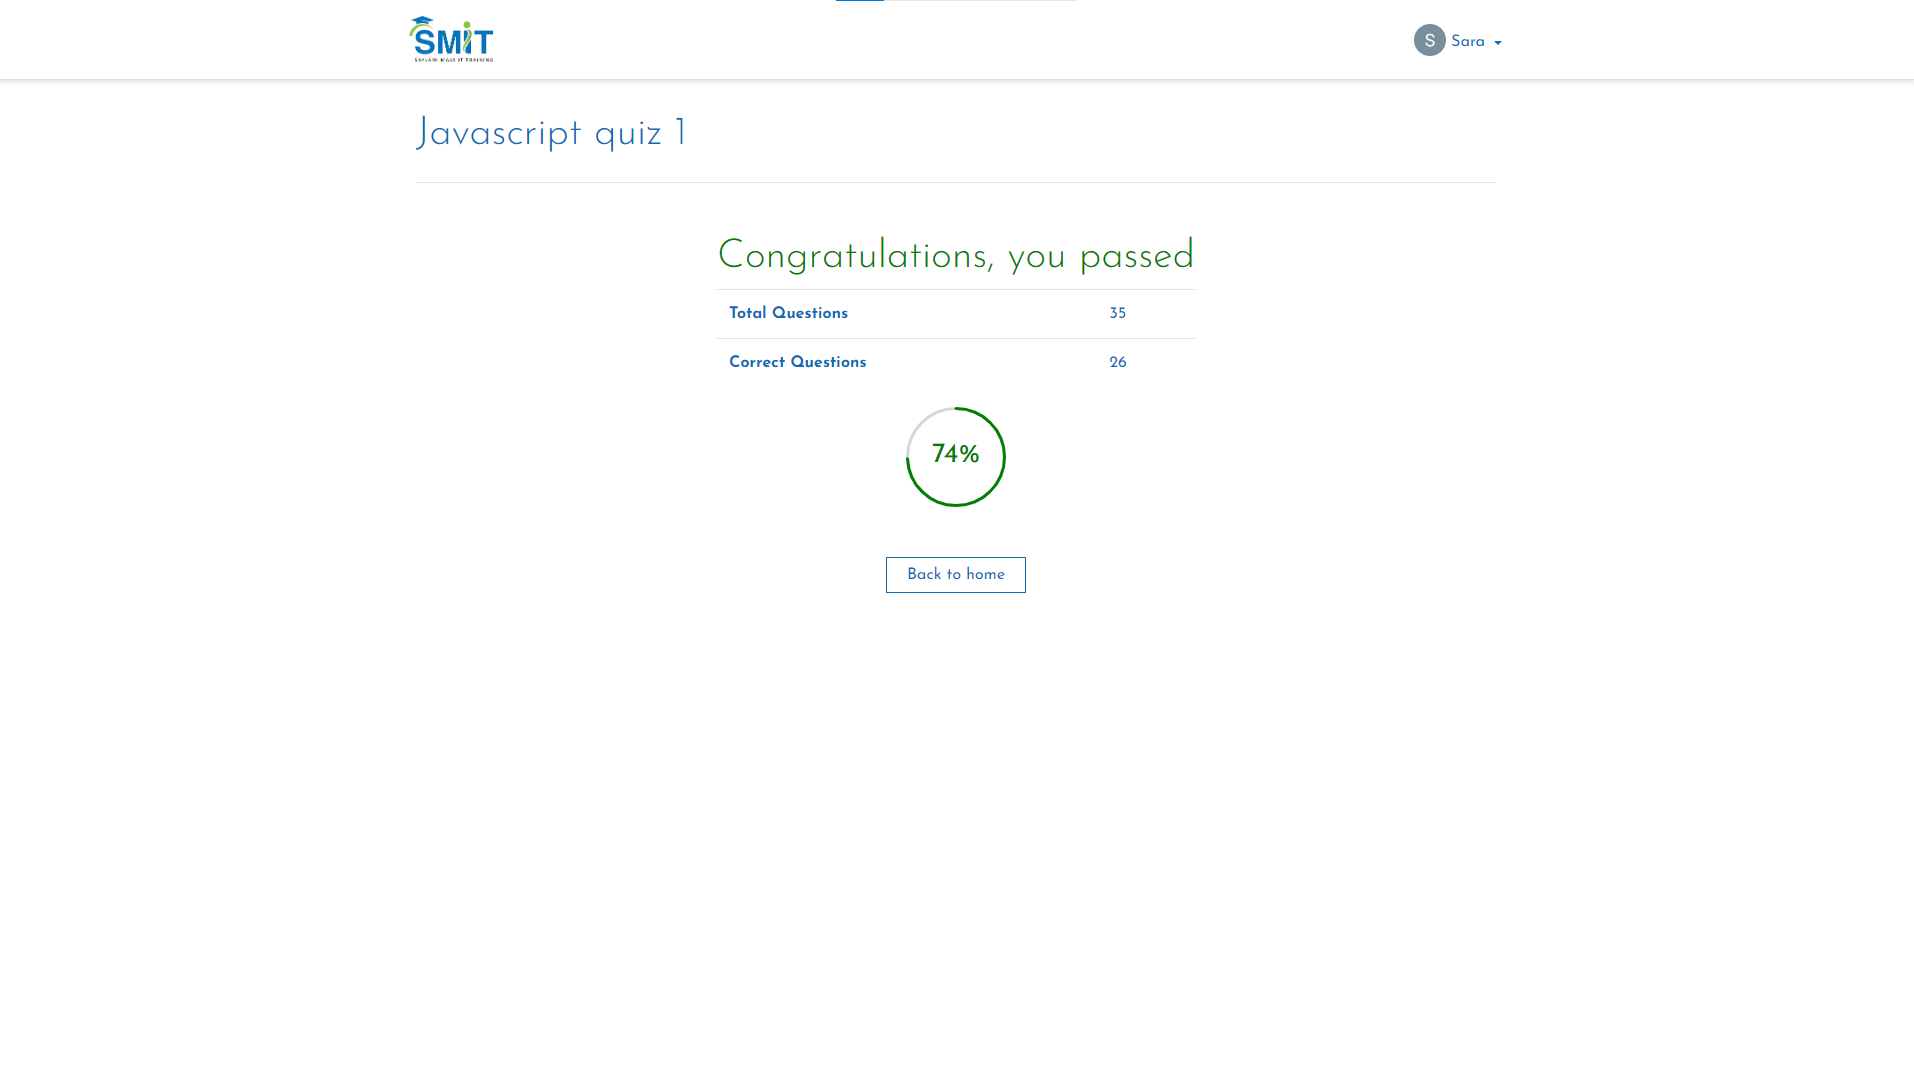 SMiT
SAYLANI MASS IT TRAINING
S Sara
Javascript quiz 1
Congratulations, you passed
Total Questions 35
Correct Questions 26
74%
Back to home